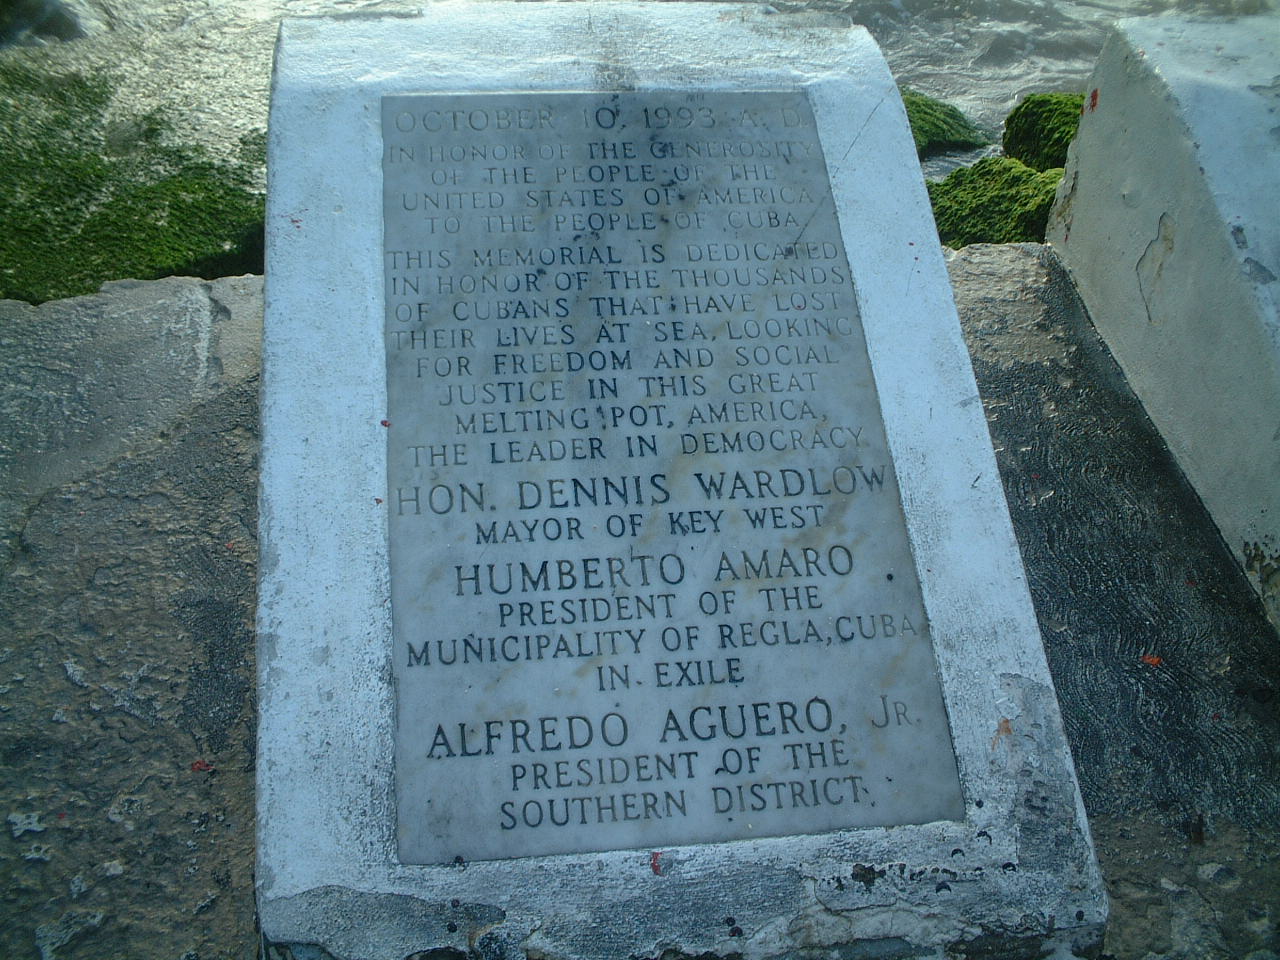 OCTOBER 10, 1993 A. D.
IN HONOR OF THE GENEROSITY
OF THE PEOPLE OF THE
UNITED STATES OF AMERICA
TO THE PEOPLE OF CUBA
THIS MEMORIAL IS DEDICATED
IN HONOR OF THE THOUSANDS
OF CUBANS THAT HAVE LOST
THEIR LIVES AT SEA, LOOKING
FOR FREEDOM AND SOCIAL
JUSTICE IN THIS GREAT
MELTING POT, AMERICA,
THE LEADER IN DEMOCRACY
HON. DENNIS WARDLOW
MAYOR OF KEY WEST
HUMBERTO AMARO
PRESIDENT OF THE
MUNICIPALITY OF REGLA, CUBA
IN EXILE
ALFREDO AGUERO, JR.
PRESIDENT OF THE
SOUTHERN DISTRICT.